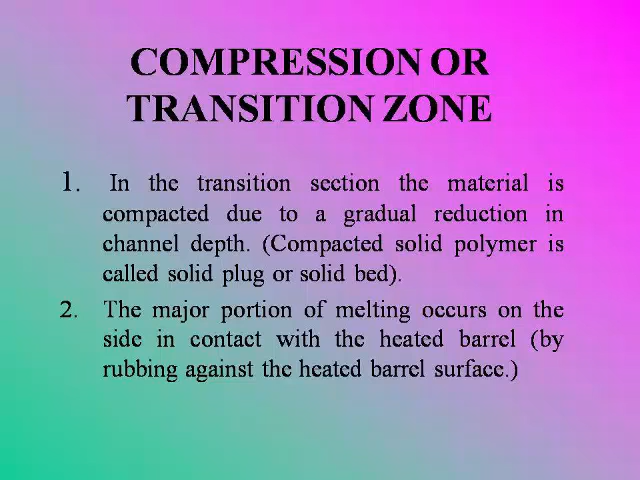 COMPRESSION OR
TRANSITION ZONE
1. In the transition section the material is
compacted due to a gradual reduction in
channel depth. (Compacted solid polymer is
called solid plug or solid bed).
2. The major portion of melting occurs on the
side in contact with the heated barrel (by
rubbing against the heated barrel surface.)